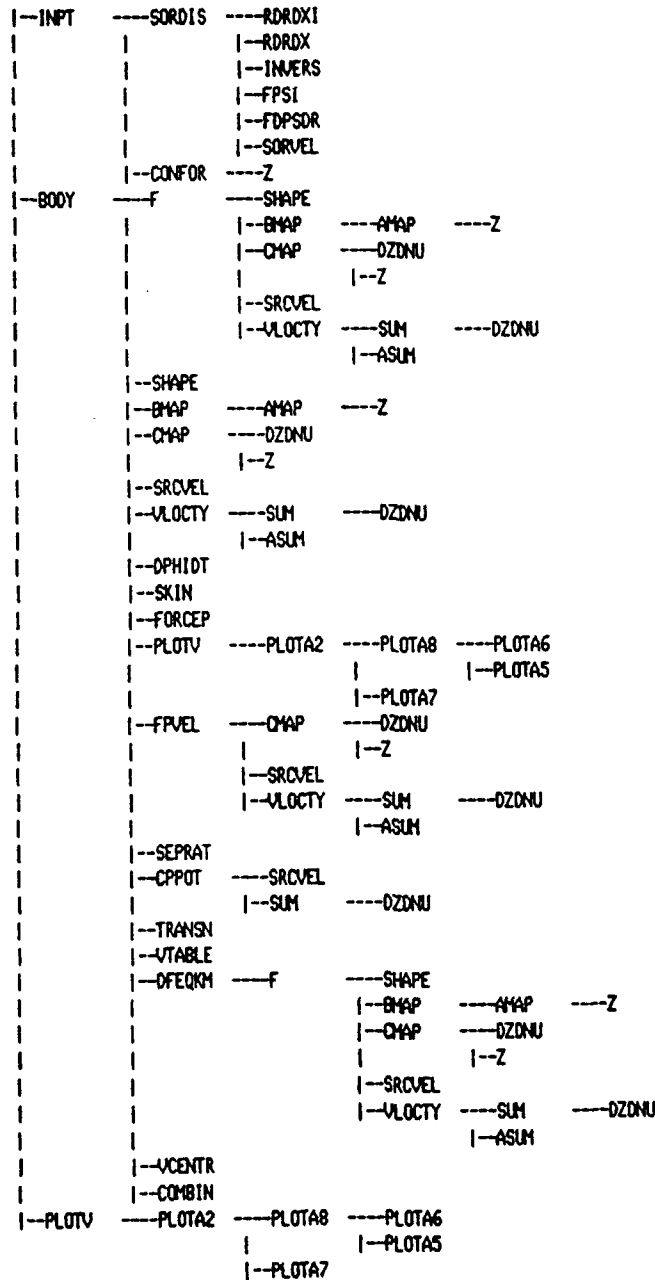 |--INPT ----SORDIS ----RDRDXI
| | |--RDRDX
| | |--INVERS
| | |--FPSI
| | |--FDPSDR
| | |--SORVEL
| |--CONFOR ----Z
|--BODY ----F ----SHAPE
| | |--BMAP ----AMAP ----Z
| | |--CMAP ----DZDNU
| | | |--Z
| | |--SRCVEL
| | |--VLOCTY ----SUM ----DZDNU
| | |--ASUM
| |--SHAPE
| |--BMAP ----AMAP ----Z
| |--CMAP ----DZDNU
| | |--Z
| |--SRCVEL
| |--VLOCTY ----SUM ----DZDNU
| | |--ASUM
| |--DPHIDT
| |--SKIN
| |--FORCEP
| |--PLOTV ----PLOTA2 ----PLOTA8 ----PLOTA6
| | | |--PLOTA5
| | |--PLOTA7
| |--FPVEL ----CMAP ----DZDNU
| | | |--Z
| | |--SRCVEL
| | |--VLOCTY ----SUM ----DZDNU
| | |--ASUM
| |--SEPRAT
| |--CPPOT ----SRCVEL
| | |--SUM ----DZDNU
| |--TRANSN
| |--VTABLE
| |--DFEQKM ----F ----SHAPE
| | |--BMAP ----AMAP ----Z
| | |--CMAP ----DZDNU
| | | |--Z
| | |--SRCVEL
| | |--VLOCTY ----SUM ----DZDNU
| | |--ASUM
| |--VCENTR
| |--COMBIN
|--PLOTV ----PLOTA2 ----PLOTA8 ----PLOTA6
| |--PLOTA5
|--PLOTA7